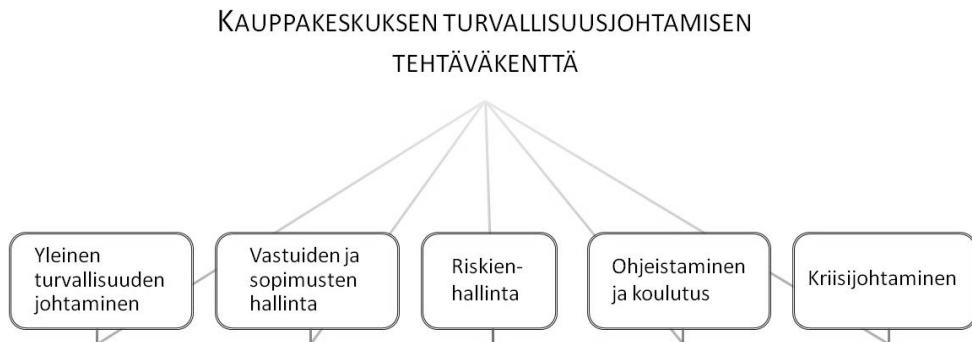 KAUPPAKESKUKSEN TURVALLISUUSJOHTAMISEN
TEHTÄVÄKENTTÄ
Yleinen
turvallisuuden
johtaminen
Vastuiden ja
sopimusten
hallinta
Riskien-
hallinta
Ohjeistaminen
ja koulutus
Kriisijohtaminen